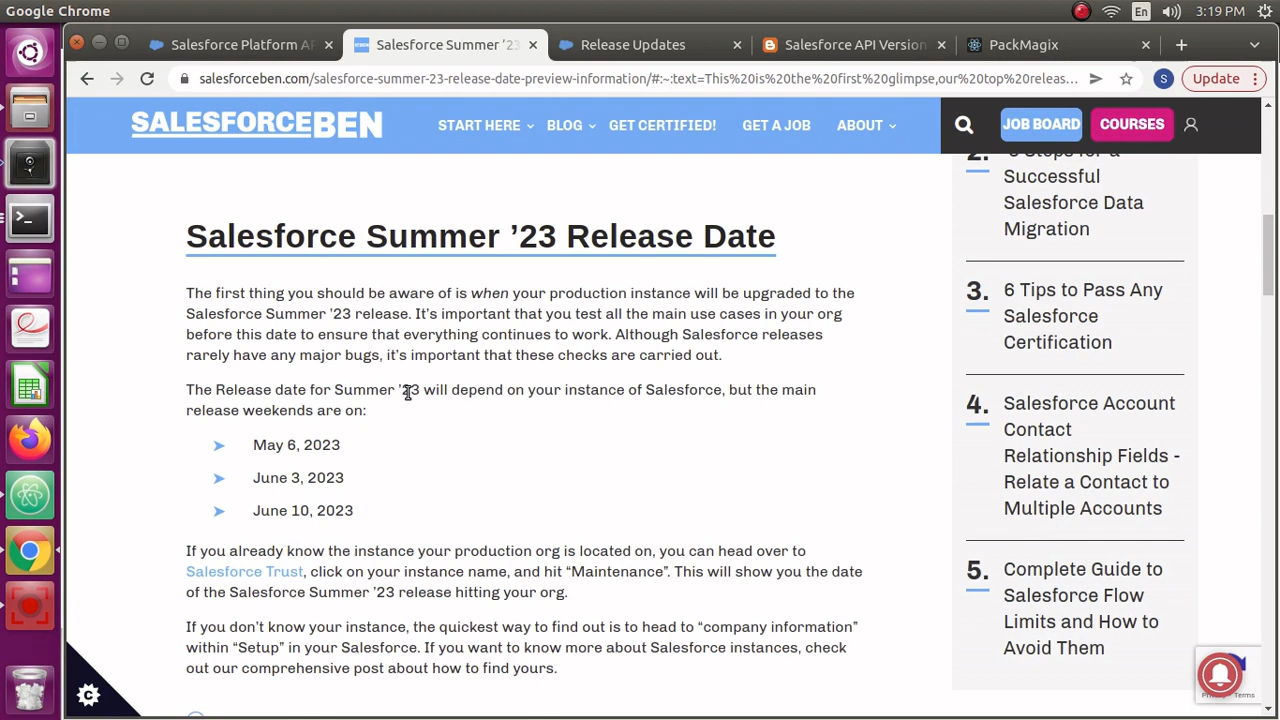 Google Chrome
En
3:19 PM
Salesforce Platform AP
Salesforce Summer ’23
Release Updates
Salesforce API Version
PackMagix
salesforceben.com/salesforce-summer-23-release-date-preview-information/#:~:text=This%20is%20the%20first%20glimpse,our%20top%20releas...
S
Update
SALESFORCEBEN
START HERE
BLOG
GET CERTIFIED!
GET A JOB
ABOUT
JOB BOARD
COURSES
Salesforce Summer ’23 Release Date
The first thing you should be aware of is when your production instance will be upgraded to the
Salesforce Summer ’23 release. It’s important that you test all the main use cases in your org
before this date to ensure that everything continues to work. Although Salesforce releases
rarely have any major bugs, it’s important that these checks are carried out.
The Release date for Summer ’23 will depend on your instance of Salesforce, but the main
release weekends are on:
May 6, 2023
June 3, 2023
June 10, 2023
If you already know the instance your production org is located on, you can head over to
Salesforce Trust, click on your instance name, and hit “Maintenance”. This will show you the date
of the Salesforce Summer ’23 release hitting your org.
If you don’t know your instance, the quickest way to find out is to head to “company information”
within “Setup” in your Salesforce. If you want to know more about Salesforce instances, check
out our comprehensive post about how to find yours.
2.
Steps for a
Successful
Salesforce Data
Migration
3. 6 Tips to Pass Any
Salesforce
Certification
4. Salesforce Account
Contact
Relationship Fields -
Relate a Contact to
Multiple Accounts
5. Complete Guide to
Salesforce Flow
Limits and How to
Avoid Them
Terms